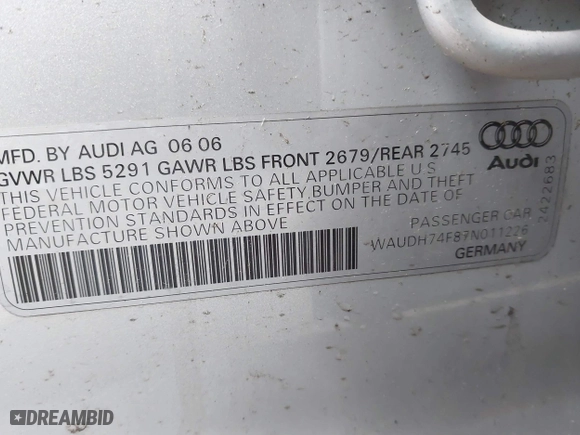 MFD. BY AUDI AG 06 06
GVWR LBS 5291 GAWR LBS FRONT 2679/REAR 2745
THIS VEHICLE CONFORMS TO ALL APPLICABLE US
FEDERAL MOTOR VEHICLE SAFETY, BUMPER AND THEFT
PREVENTION STANDARDS IN EFFECT ON THE DATE OF
MANUFACTURE SHOWN ABOVE
PASSENGER CAR
WAUDH74F87N011226
GERMANY
Audi
2422683
DREAMBID